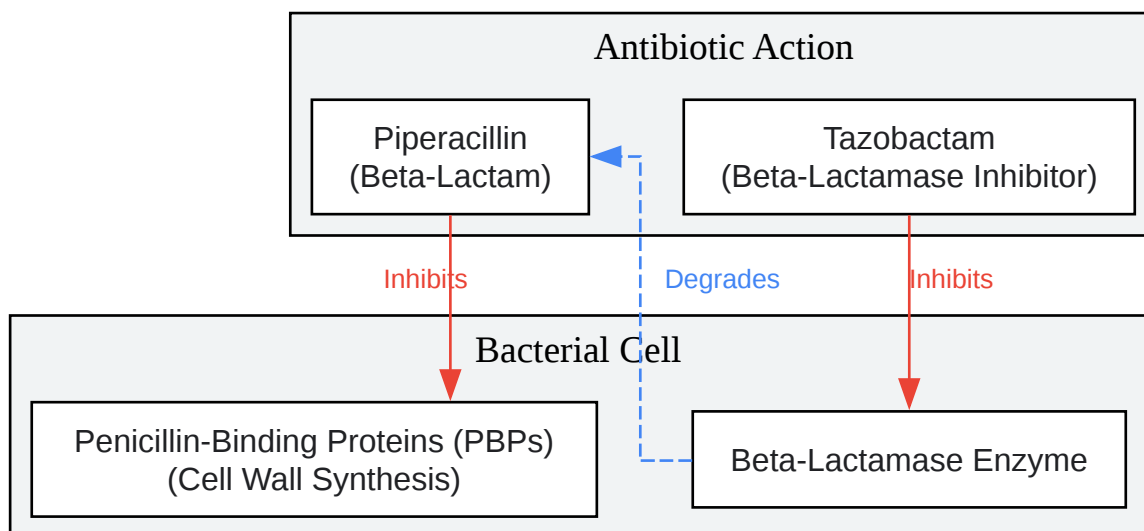 Antibiotic Action
Piperacillin
(Beta-Lactam)
Tazobactam
(Beta-Lactamase Inhibitor)
Inhibits
Degrades
Inhibits
Bacterial Cell
Penicillin-Binding Proteins (PBPs)
(Cell Wall Synthesis)
Beta-Lactamase Enzyme